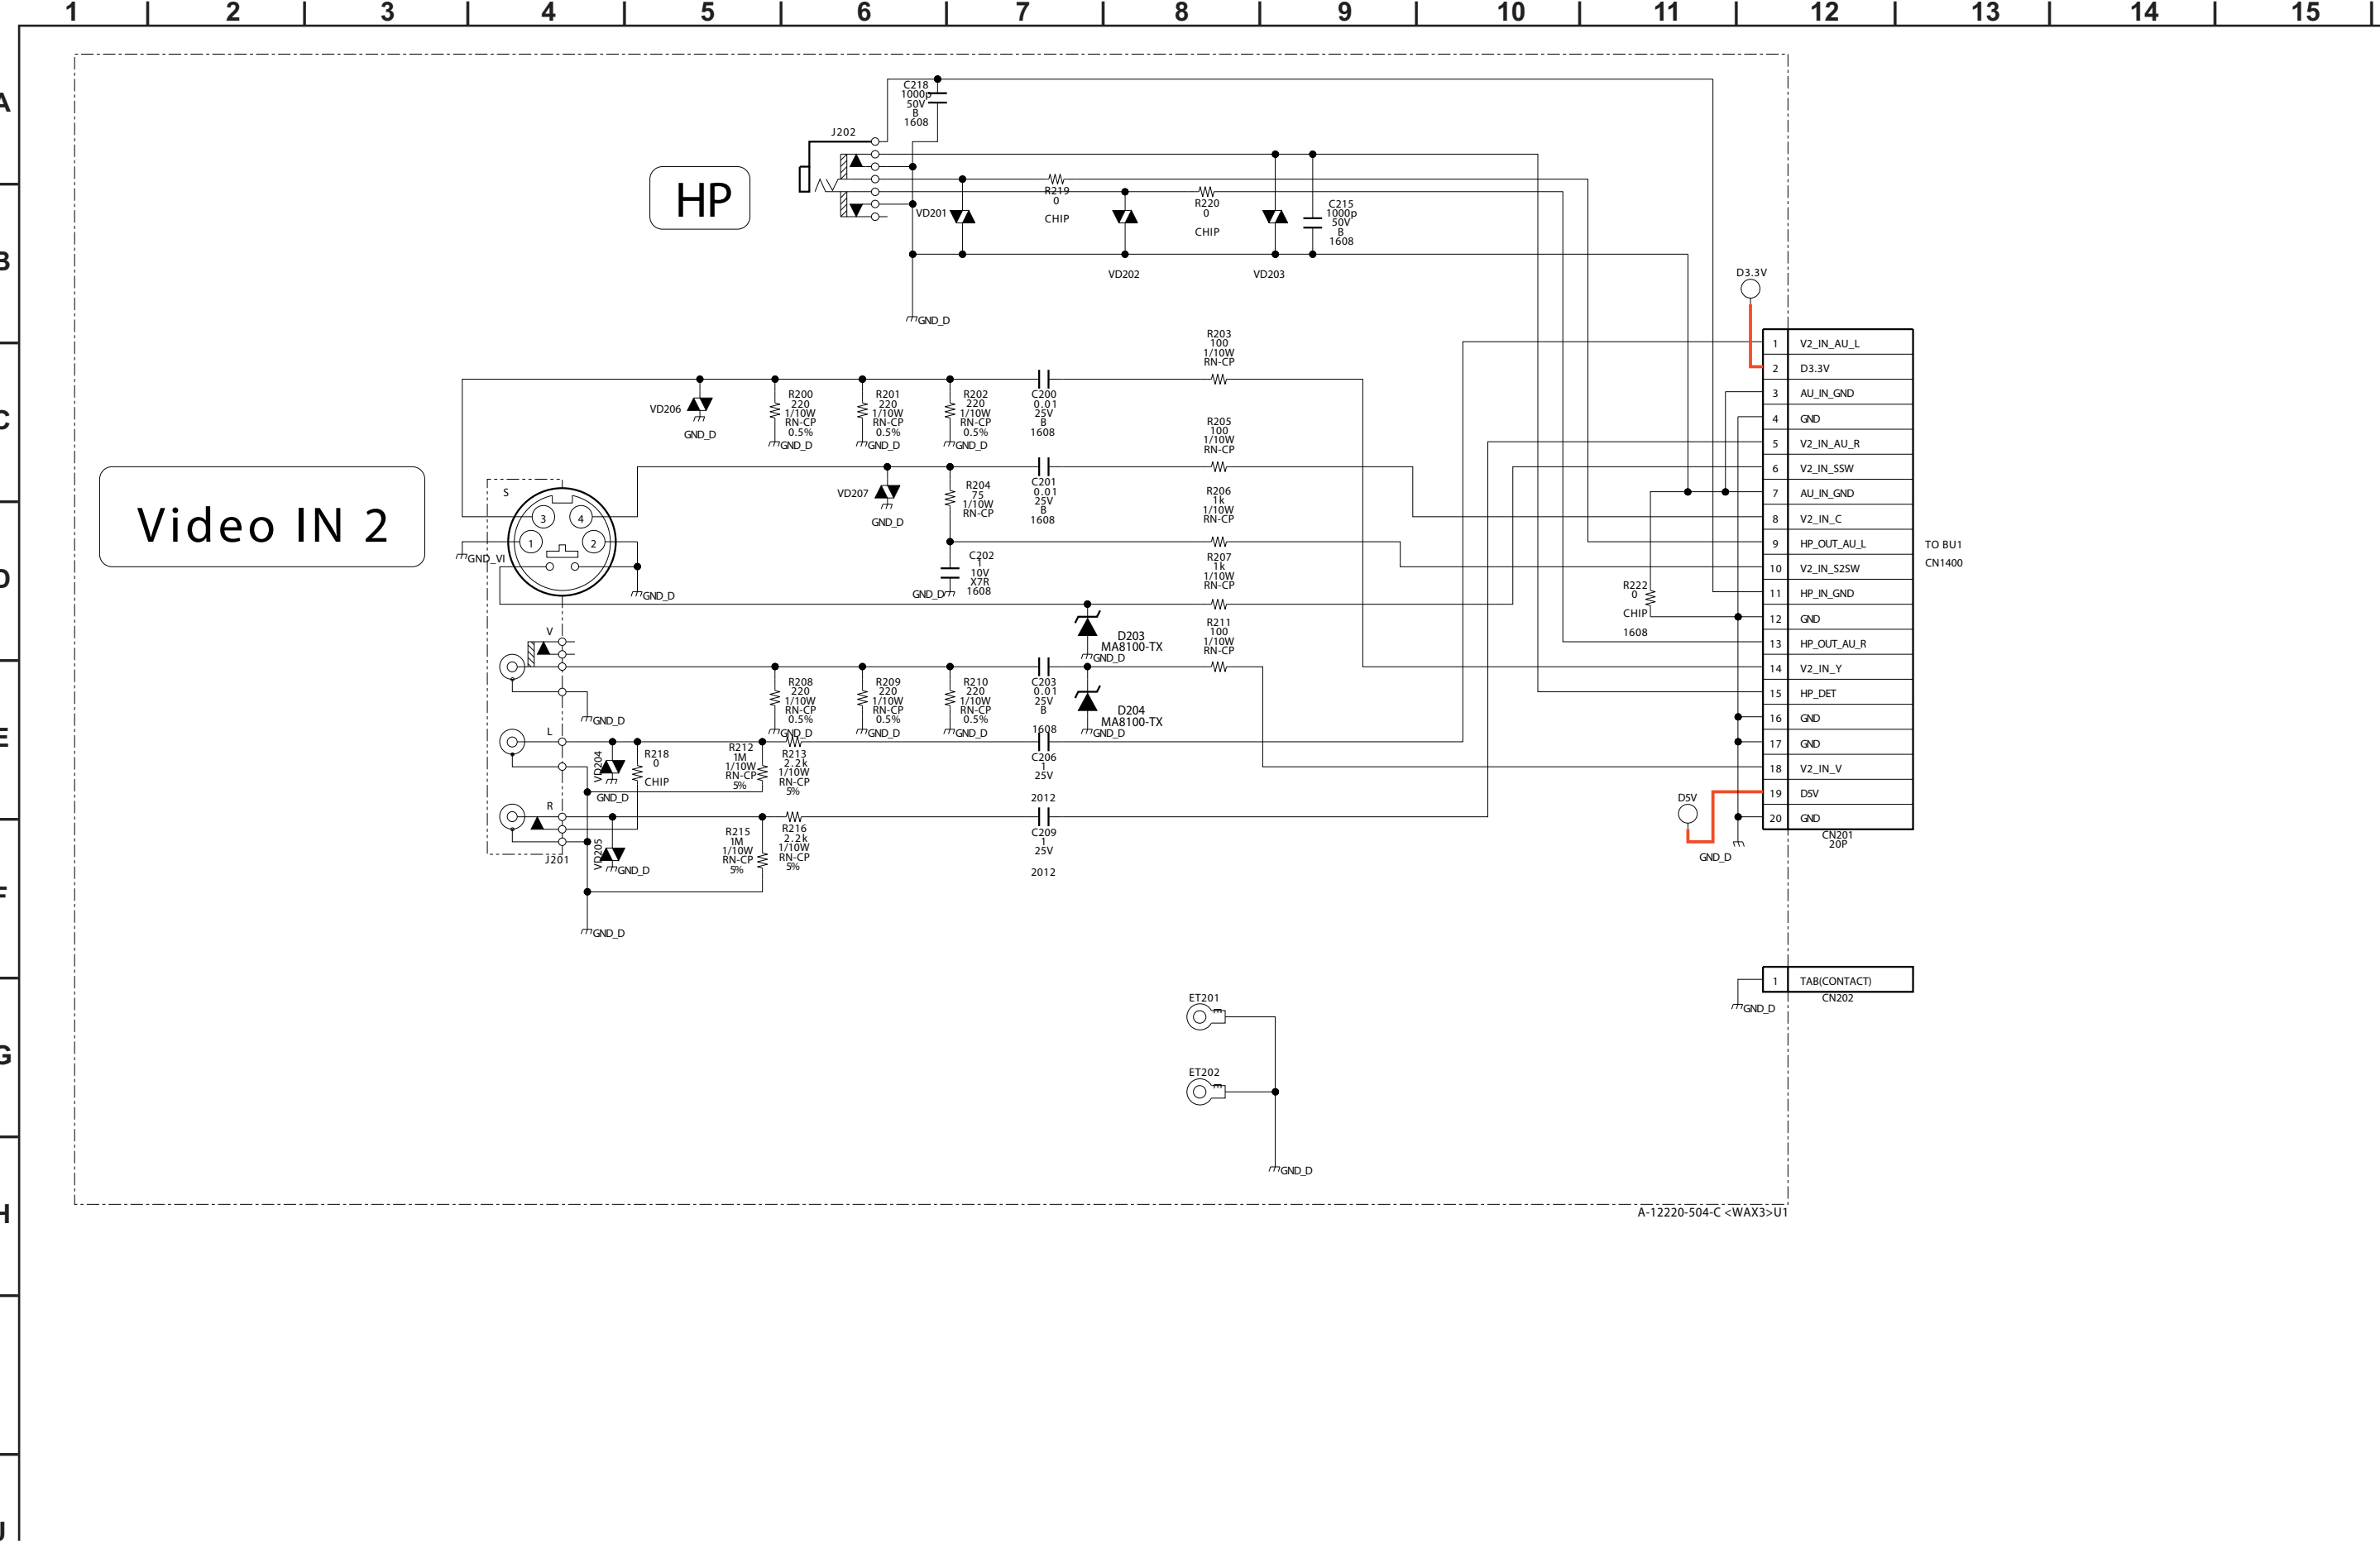 1 2 3 4 5 6 7 8 9 10 11 12 13 14 15
A
B
C
D
E
F
G
H
J
C218
1000p
50V
B
1608
J202
HP
VD201
R219
0
CHIP
R220
0
CHIP
C215
1000p
50V
B
1608
VD202
VD203
GND_D
D3.3V
R203
100
1/10W
RN-CP
VD206
GND_D
R200
220
1/10W
RN-CP
0.5%
GND_D
R201
220
1/10W
RN-CP
0.5%
GND_D
R202
220
1/10W
RN-CP
0.5%
GND_D
C200
0.01
25V
B
1608
R205
100
1/10W
RN-CP
Video IN 2
S
3
4
1
2
GND_VI
GND_D
VD207
GND_D
R204
75
1/10W
RN-CP
C201
0.01
25V
B
1608
R206
1k
1/10W
RN-CP
C202
1
10V
X7R
1608
GND_D
R207
1k
1/10W
RN-CP
D203
MA8100-TX
GND_D
R211
100
1/10W
RN-CP
V
GND_D
R208
220
1/10W
RN-CP
0.5%
GND_D
R209
220
1/10W
RN-CP
0.5%
GND_D
R210
220
1/10W
RN-CP
0.5%
GND_D
C203
0.01
25V
B
1608
D204
MA8100-TX
GND_D
L
VD204
GND_D
R218
0
CHIP
R212
1M
1/10W
RN-CP
5%
R213
2.2k
1/10W
RN-CP
5%
C206
1
25V
2012
R
J201
VD205
GND_D
R215
1M
1/10W
RN-CP
5%
R216
2.2k
1/10W
RN-CP
5%
C209
1
25V
2012
GND_D
R222
0
CHIP
1608
D5V
GND_D
1 V2_IN_AU_L
2 D3.3V
3 AU_IN_GND
4 GND
5 V2_IN_AU_R
6 V2_IN_SSW
7 AU_IN_GND
8 V2_IN_C
9 HP_OUT_AU_L
10 V2_IN_S2SW
11 HP_IN_GND
12 GND
13 HP_OUT_AU_R
14 V2_IN_Y
15 HP_DET
16 GND
17 GND
18 V2_IN_V
19 D5V
20 GND
CN201
20P
TO BU1
CN1400
1 TAB(CONTACT)
CN202
GND_D
ET201
ET202
GND_D
A-12220-504-C <WAX3>U1